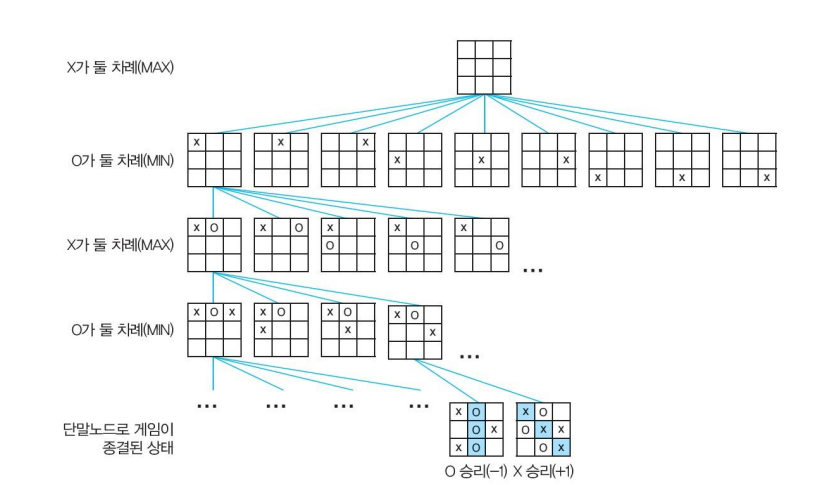 X가 둘 차례(MAX)
O가 둘 차례(MIN)
x x x x x x x x x
X가 둘 차례(MAX)
x O x O x x x
O O O
...
O가 둘 차례(MIN)
x O x x O x O x O
x x x
...
... ... ... ...
단말노드로 게임이
종결된 상태
x O x O
O x O x x
O O x
O 승리(-1) X 승리(+1)